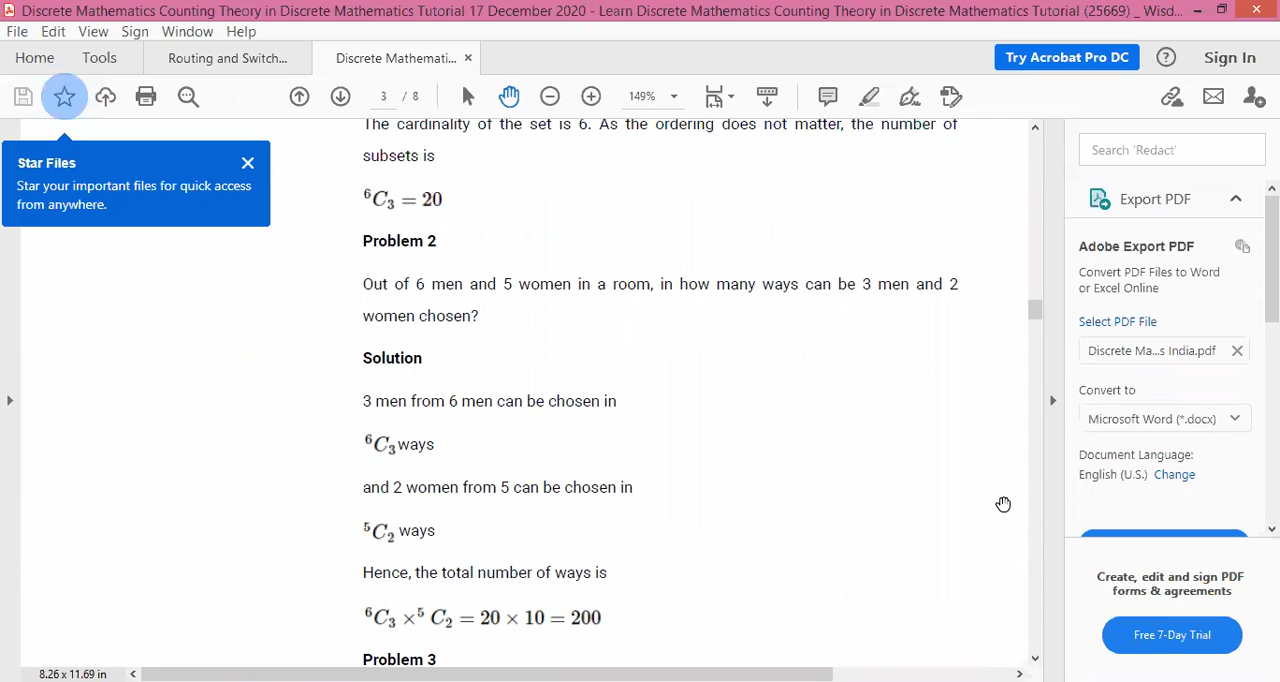 Discrete Mathematics Counting Theory in Discrete Mathematics Tutorial 17 December 2020 - Learn Discrete Mathematics Counting Theory in Discrete Mathematics Tutorial (25669) _ Wisd...
File Edit View Sign Window Help
Home Tools Routing and Switch... Discrete Mathemati... × Try Acrobat Pro DC ? Sign In
3 / 8 149%
Star Files
Star your important files for quick access
from anywhere.
The cardinality of the set is 6. As the ordering does not matter, the number of
subsets is
⁶C₃ = 20
Problem 2
Out of 6 men and 5 women in a room, in how many ways can be 3 men and 2
women chosen?
Solution
3 men from 6 men can be chosen in
⁶C₃ ways
and 2 women from 5 can be chosen in
⁵C₂ ways
Hence, the total number of ways is
⁶C₃ ×⁵ C₂ = 20 × 10 = 200
Problem 3
8.26 x 11.69 in
Search 'Redact'
Export PDF
Adobe Export PDF
Convert PDF Files to Word
or Excel Online
Select PDF File
Discrete Ma...s India.pdf
Convert to
Microsoft Word (*.docx)
Document Language:
English (U.S.) Change
Create, edit and sign PDF
forms & agreements
Free 7-Day Trial